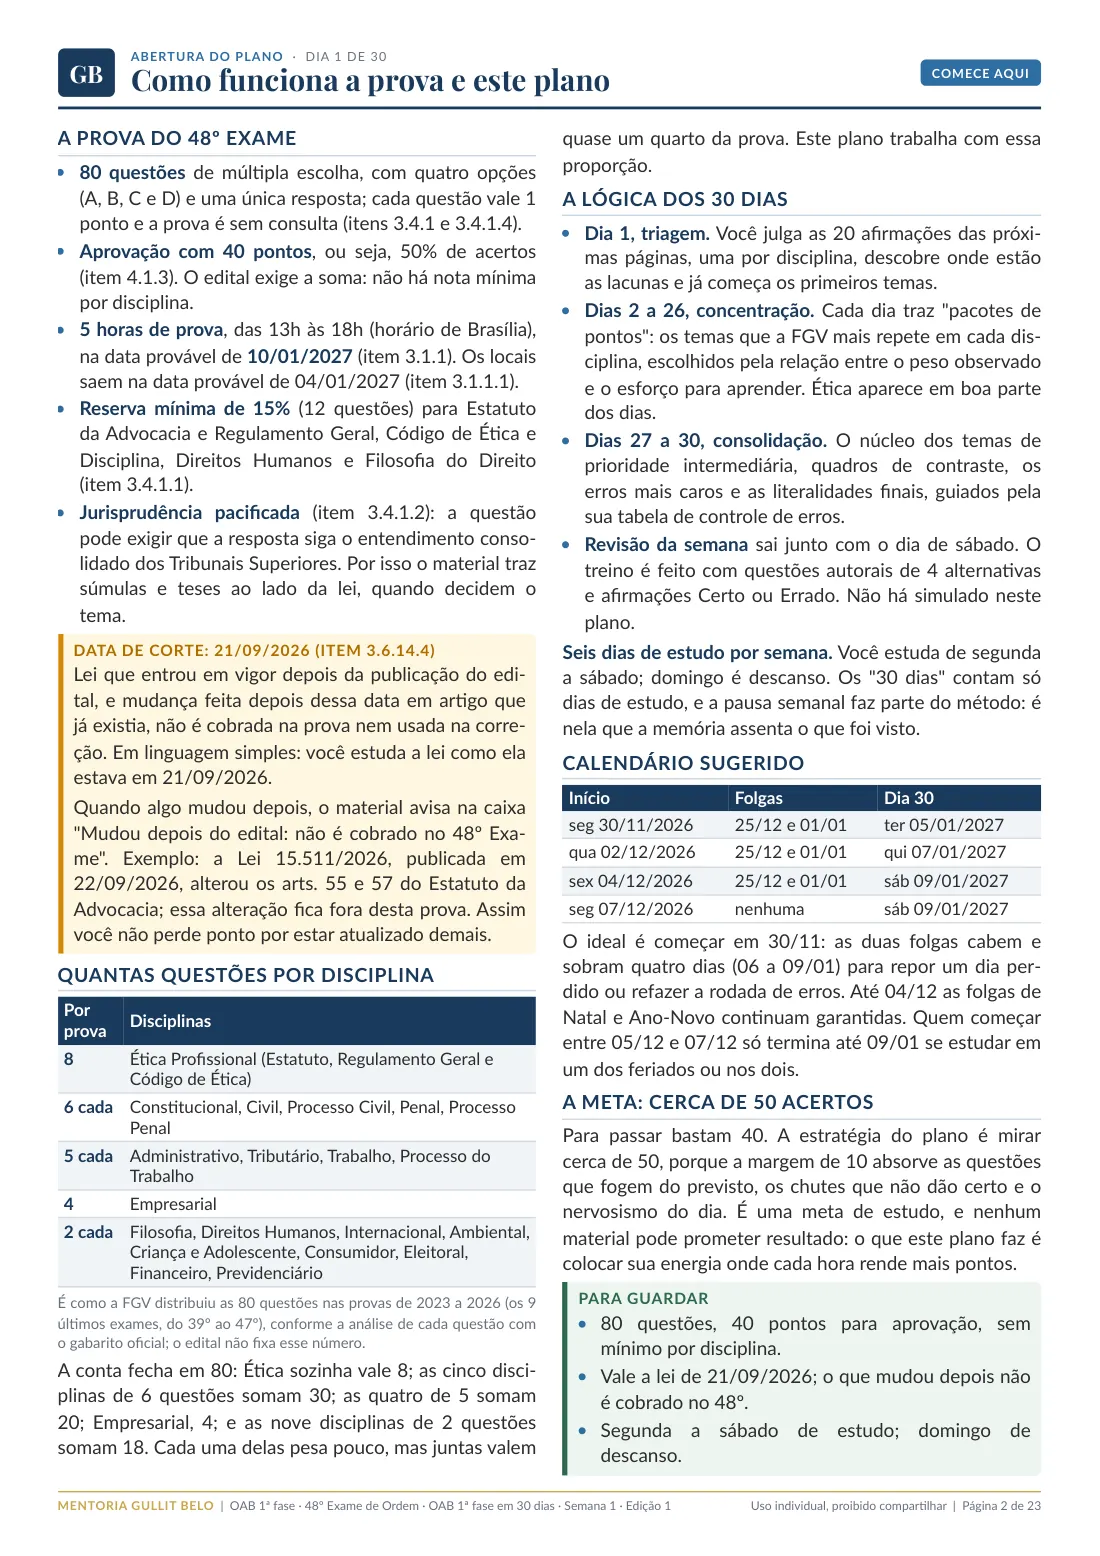 GB
ABERTURA DO PLANO · DIA 1 DE 30
Como funciona a prova e este plano
COMECE AQUI
A PROVA DO 48º EXAME
• 80 questões de múltipla escolha, com quatro opções
(A, B, C e D) e uma única resposta; cada questão vale 1
ponto e a prova é sem consulta (itens 3.4.1 e 3.4.1.4).
• Aprovação com 40 pontos, ou seja, 50% de acertos
(item 4.1.3). O edital exige a soma: não há nota mínima
por disciplina.
• 5 horas de prova, das 13h às 18h (horário de Brasília),
na data provável de 10/01/2027 (item 3.1.1). Os locais
saem na data provável de 04/01/2027 (item 3.1.1.1).
• Reserva mínima de 15% (12 questões) para Estatuto
da Advocacia e Regulamento Geral, Código de Ética e
Disciplina, Direitos Humanos e Filosofia do Direito
(item 3.4.1.1).
• Jurisprudência pacificada (item 3.4.1.2): a questão
pode exigir que a resposta siga o entendimento conso-
lidado dos Tribunais Superiores. Por isso o material traz
súmulas e teses ao lado da lei, quando decidem o
tema.
DATA DE CORTE: 21/09/2026 (ITEM 3.6.14.4)
Lei que entrou em vigor depois da publicação do edi-
tal, e mudança feita depois dessa data em artigo que
já existia, não é cobrada na prova nem usada na corre-
ção. Em linguagem simples: você estuda a lei como ela
estava em 21/09/2026.
Quando algo mudou depois, o material avisa na caixa
"Mudou depois do edital: não é cobrado no 48º Exa-
me". Exemplo: a Lei 15.511/2026, publicada em
22/09/2026, alterou os arts. 55 e 57 do Estatuto da
Advocacia; essa alteração fica fora desta prova. Assim
você não perde ponto por estar atualizado demais.
QUANTAS QUESTÕES POR DISCIPLINA
Por prova Disciplinas
8 Ética Profissional (Estatuto, Regulamento Geral e
Código de Ética)
6 cada Constitucional, Civil, Processo Civil, Penal, Processo
Penal
5 cada Administrativo, Tributário, Trabalho, Processo do
Trabalho
4 Empresarial
2 cada Filosofia, Direitos Humanos, Internacional, Ambiental,
Criança e Adolescente, Consumidor, Eleitoral,
Financeiro, Previdenciário
É como a FGV distribuiu as 80 questões nas provas de 2023 a 2026 (os 9
últimos exames, do 39º ao 47º), conforme a análise de cada questão com
o gabarito oficial; o edital não fixa esse número.
A conta fecha em 80: Ética sozinha vale 8; as cinco disci-
plinas de 6 questões somam 30; as quatro de 5 somam
20; Empresarial, 4; e as nove disciplinas de 2 questões
somam 18. Cada uma delas pesa pouco, mas juntas valem
quase um quarto da prova. Este plano trabalha com essa
proporção.
A LÓGICA DOS 30 DIAS
• Dia 1, triagem. Você julga as 20 afirmações das próxi-
mas páginas, uma por disciplina, descobre onde estão
as lacunas e já começa os primeiros temas.
• Dias 2 a 26, concentração. Cada dia traz "pacotes de
pontos": os temas que a FGV mais repete em cada dis-
ciplina, escolhidos pela relação entre o peso observado
e o esforço para aprender. Ética aparece em boa parte
dos dias.
• Dias 27 a 30, consolidação. O núcleo dos temas de
prioridade intermediária, quadros de contraste, os
erros mais caros e as literalidades finais, guiados pela
sua tabela de controle de erros.
• Revisão da semana sai junto com o dia de sábado. O
treino é feito com questões autorais de 4 alternativas
e afirmações Certo ou Errado. Não há simulado neste
plano.
Seis dias de estudo por semana. Você estuda de segunda
a sábado; domingo é descanso. Os "30 dias" contam só
dias de estudo, e a pausa semanal faz parte do método: é
nela que a memória assenta o que foi visto.
CALENDÁRIO SUGERIDO
Início Folgas Dia 30
seg 30/11/2026 25/12 e 01/01 ter 05/01/2027
qua 02/12/2026 25/12 e 01/01 qui 07/01/2027
sex 04/12/2026 25/12 e 01/01 sáb 09/01/2027
seg 07/12/2026 nenhuma sáb 09/01/2027
O ideal é começar em 30/11: as duas folgas cabem e
sobram quatro dias (06 a 09/01) para repor um dia per-
dido ou refazer a rodada de erros. Até 04/12 as folgas de
Natal e Ano-Novo continuam garantidas. Quem começar
entre 05/12 e 07/12 só termina até 09/01 se estudar em
um dos feriados ou nos dois.
A META: CERCA DE 50 ACERTOS
Para passar bastam 40. A estratégia do plano é mirar
cerca de 50, porque a margem de 10 absorve as questões
que fogem do previsto, os chutes que não dão certo e o
nervosismo do dia. É uma meta de estudo, e nenhum
material pode prometer resultado: o que este plano faz é
colocar sua energia onde cada hora rende mais pontos.
PARA GUARDAR
• 80 questões, 40 pontos para aprovação, sem
mínimo por disciplina.
• Vale a lei de 21/09/2026; o que mudou depois não
é cobrado no 48º.
• Segunda a sábado de estudo; domingo de
descanso.
MENTORIA GULLIT BELO | OAB 1ª fase · 48º Exame de Ordem · OAB 1ª fase em 30 dias · Semana 1 · Edição 1
Uso individual, proibido compartilhar | Página 2 de 23